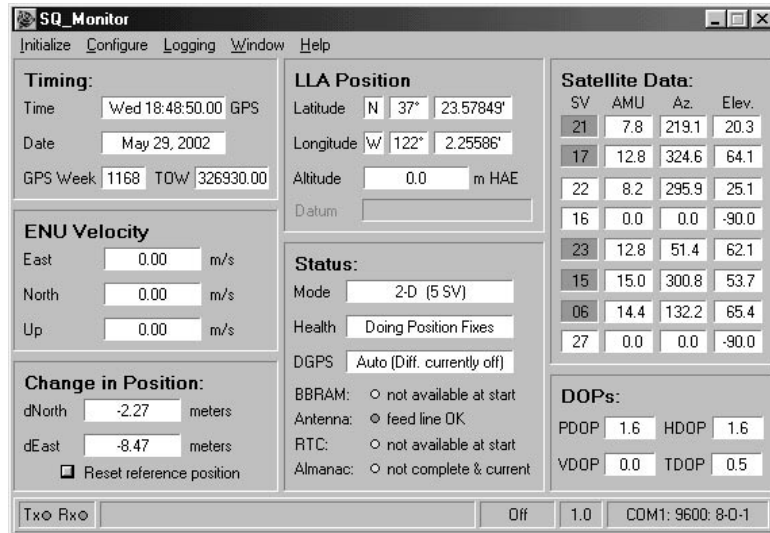 SQ_Monitor
Initialize Configure Logging Window Help
Timing:
Time Wed 18:48:50.00 GPS
Date May 29, 2002
GPS Week 1168 TOW 326930.00
ENU Velocity
East 0.00 m/s
North 0.00 m/s
Up 0.00 m/s
Change in Position:
dNorth -2.27 meters
dEast -8.47 meters
Reset reference position
LLA Position
Latitude N 37° 23.57849'
Longitude W 122° 2.25586'
Altitude 0.0 m HAE
Datum
Status:
Mode 2-D (5 SV)
Health Doing Position Fixes
DGPS Auto (Diff. currently off)
BBRAM: not available at start
Antenna: feed line OK
RTC: not available at start
Almanac: not complete & current
Satellite Data:
SV AMU Az. Elev.
21 7.8 219.1 20.3
17 12.8 324.6 64.1
22 8.2 295.9 25.1
16 0.0 0.0 -90.0
23 12.8 51.4 62.1
15 15.0 300.8 53.7
06 14.4 132.2 65.4
27 0.0 0.0 -90.0
DOPs:
PDOP 1.6 HDOP 1.6
VDOP 0.0 TDOP 0.5
Tx Rx Off 1.0 COM1: 9600: 8-0-1